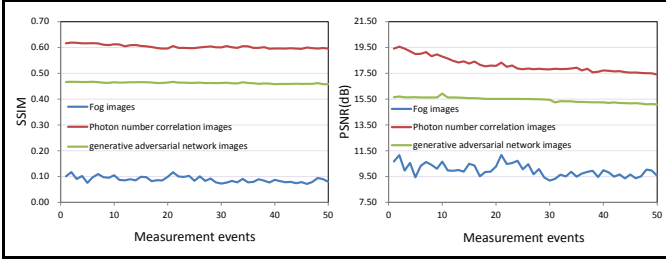 0.70
0.60
0.50
0.40
0.30
0.20
0.10
0.00
SSIM
Fog images
Photon number correlation images
generative adversarial network images
0 10 20 30 40 50
Measurement events
21.50
19.50
17.50
15.50
13.50
11.50
9.50
7.50
PSNR(dB)
Fog images
Photon number correlation images
generative adversarial network images
0 10 20 30 40 50
Measurement events